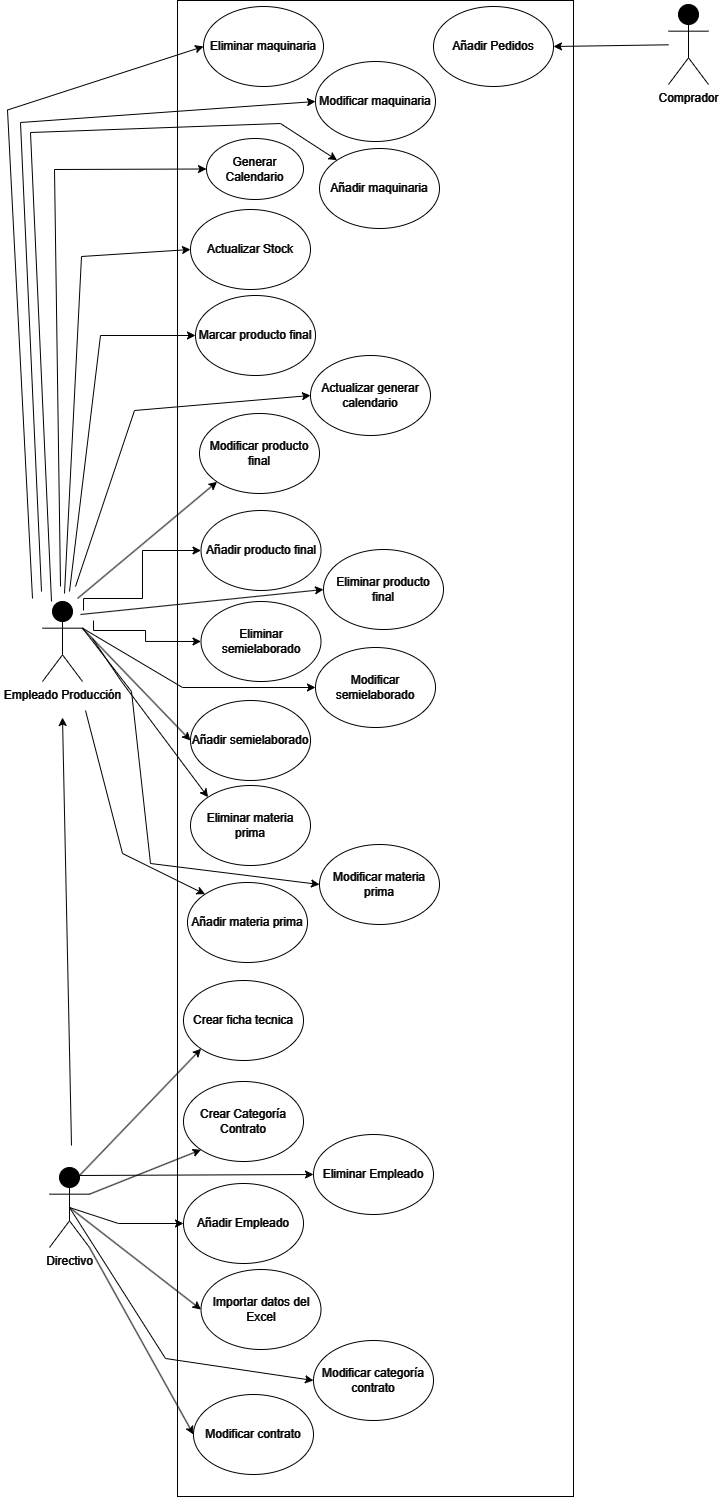 Eliminar maquinaria
Añadir Pedidos
Comprador
Modificar maquinaria
Generar
Calendario
Añadir maquinaria
Actualizar Stock
Marcar producto final
Actualizar generar
calendario
Modificar producto
final
Añadir producto final
Eliminar producto
final
Eliminar
semielaborado
Empleado Producción
Modificar
semielaborado
Añadir semielaborado
Eliminar materia
prima
Modificar materia
prima
Añadir materia prima
Crear ficha tecnica
Crear Categoría
Contrato
Eliminar Empleado
Añadir Empleado
Directivo
Importar datos del
Excel
Modificar categoría
contrato
Modificar contrato